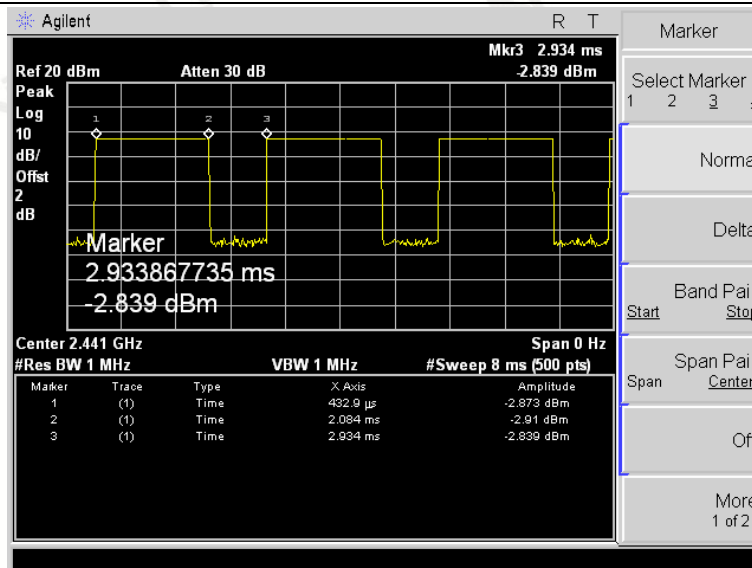 Agilent R T
Mkr3 2.934 ms
Ref 20 dBm Atten 30 dB -2.839 dBm
Peak
Log
10
dB/
Offst
2
dB
1 2 3
Marker
2.933867735 ms
-2.839 dBm
Center 2.441 GHz Span 0 Hz
#Res BW 1 MHz VBW 1 MHz #Sweep 8 ms (500 pts)
Marker Trace Type X Axis Amplitude
1 (1) Time 432.9 µs -2.873 dBm
2 (1) Time 2.084 ms -2.91 dBm
3 (1) Time 2.934 ms -2.839 dBm
Marker
Select Marker
1 2 3
Norma
Delta
Band Pai
Start Stop
Span Pai
Span Center
Of
More
1 of 2